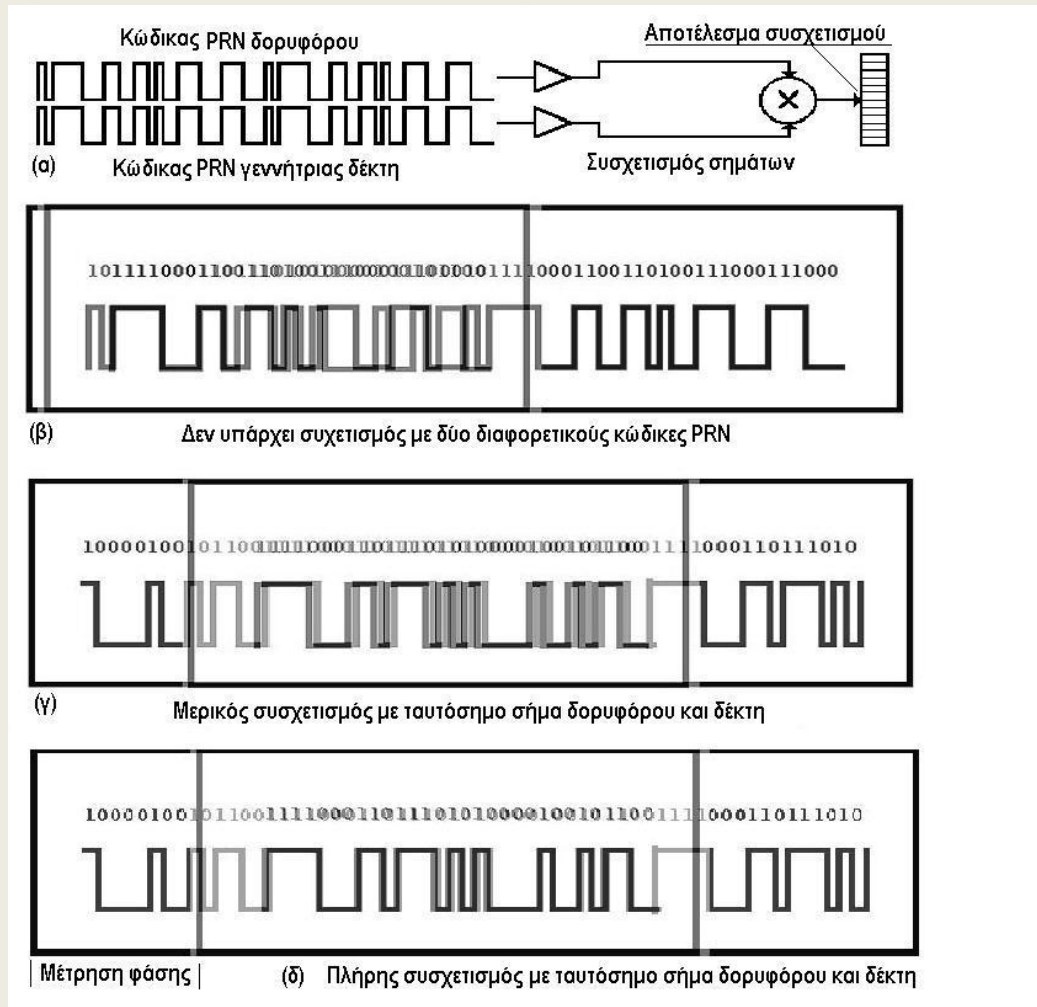 Κώδικας PRN δορυφόρου
Αποτέλεσμα συσχετισμού
(α)
Κώδικας PRN γεννήτριας δέκτη
Συσχετισμός σημάτων
(β)
Δεν υπάρχει συχετισμός με δύο διαφορετικούς κώδικες PRN
(γ)
Μερικός συσχετισμός με ταυτόσημο σήμα δορυφόρου και δέκτη
Μέτρηση φάσης
(δ) Πλήρης συσχετισμός με ταυτόσημο σήμα δορυφόρου και δέκτη